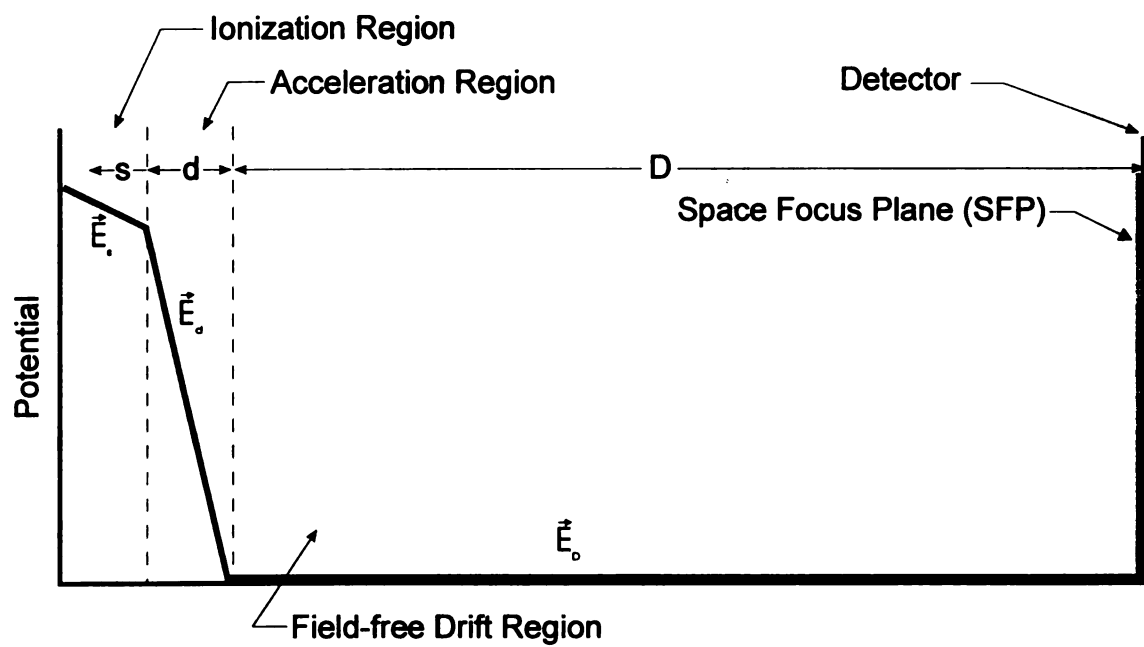 Ionization Region
Acceleration Region
Detector
s
d
D
Space Focus Plane (SFP)
E⃗s
E⃗d
Potential
E⃗D
Field-free Drift Region